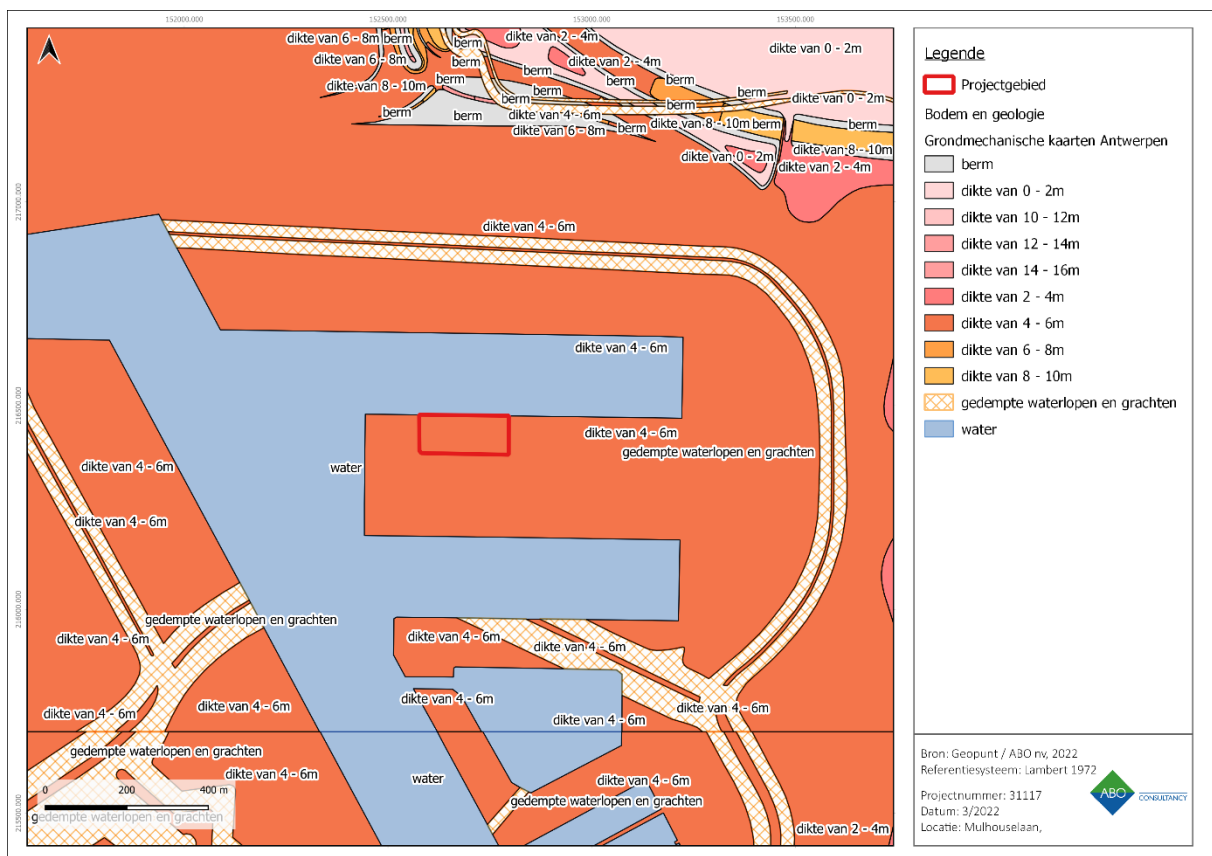 152000.000
152500.000
153000.000
153500.000
dikte van 6 - 8m
berm
berm
dikte van 2 - 4m
dikte van 0 - 2m
dikte van 6 - 8m
berm
dikte van 2 - 4m
berm
berm
dikte van 8 - 10m
berm
berm
berm
berm
berm
dikte van 0 - 2m
berm
berm
dikte van 4 - 6m
dikte van 8 - 10m
berm
berm
dikte van 6 - 8m
berm
dikte van 8 - 10m
dikte van 0 - 2m
dikte van 2 - 4m
217000.000
dikte van 4 - 6m
dikte van 4 - 6m
216500.000
dikte van 4 - 6m
gedempte waterlopen en grachten
dikte van 4 - 6m
water
dikte van 4 - 6m
216000.000
gedempte waterlopen en grachten
dikte van 4 - 6m
dikte van 4 - 6m
dikte van 4 - 6m
dikte van 4 - 6m
dikte van 4 - 6m
dikte van 4 - 6m
dikte van 4 - 6m
dikte van 4 - 6m
gedempte waterlopen en grachten
dikte van 4 - 6m
water
dikte van 4 - 6m
gedempte waterlopen en grachten
0 200 400 m
gedempte waterlopen en grachten
215500.000
dikte van 2 - 4m
Legende
Projectgebied
Bodem en geologie
Grondmechanische kaarten Antwerpen
berm
dikte van 0 - 2m
dikte van 10 - 12m
dikte van 12 - 14m
dikte van 14 - 16m
dikte van 2 - 4m
dikte van 4 - 6m
dikte van 6 - 8m
dikte van 8 - 10m
gedempte waterlopen en grachten
water
Bron: Geopunt / ABO nv, 2022
Referentiesysteem: Lambert 1972
Projectnummer: 31117
Datum: 3/2022
Locatie: Mulhouselaan,
ABO
CONSULTANCY